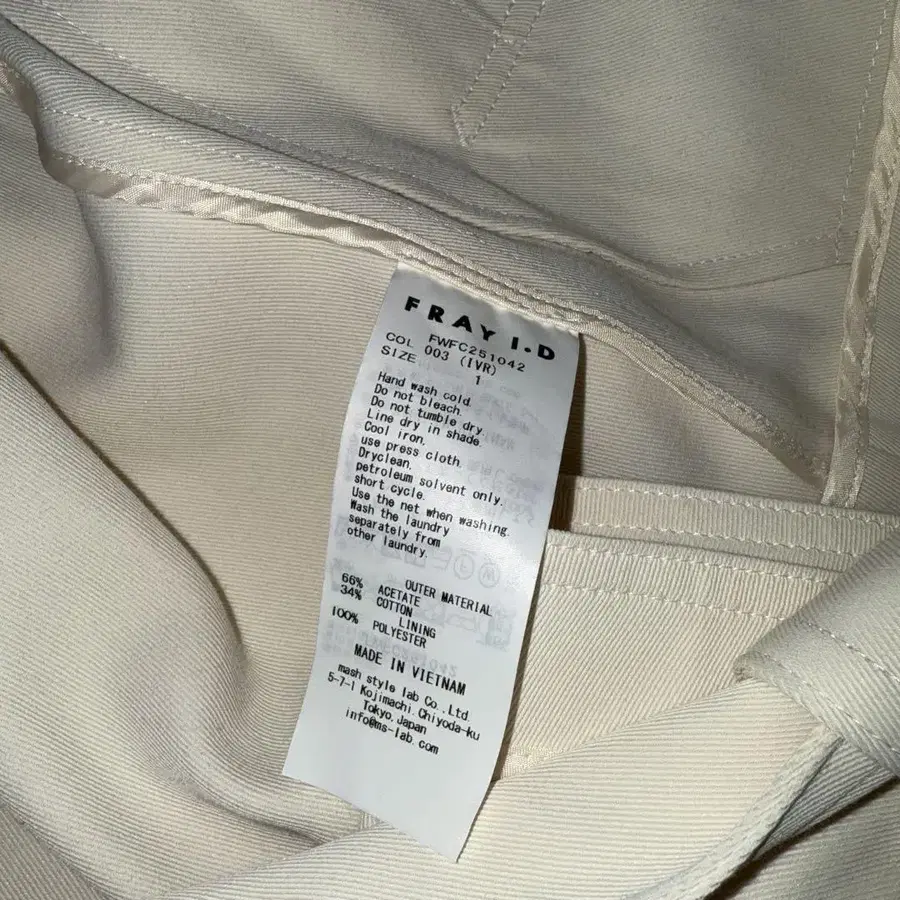 FRAY I.D
FWFC251042
COL 003 (IVR)
SIZE 1
Hand wash cold.
Do not bleach.
Do not tumble dry.
Line dry in shade.
Cool iron,
use press cloth.
Dryclean,
petroleum solvent only,
short cycle.
Use the net when washing.
Wash the laundry
separately from
other laundry.
OUTER MATERIAL
66% ACETATE
34% COTTON
LINING
100% POLYESTER
MADE IN VIETNAM
mash style lab Co.,Ltd.
5-7-1 Kojimachi.Chiyoda-ku
Tokyo.Japan
info@ms-lab.com